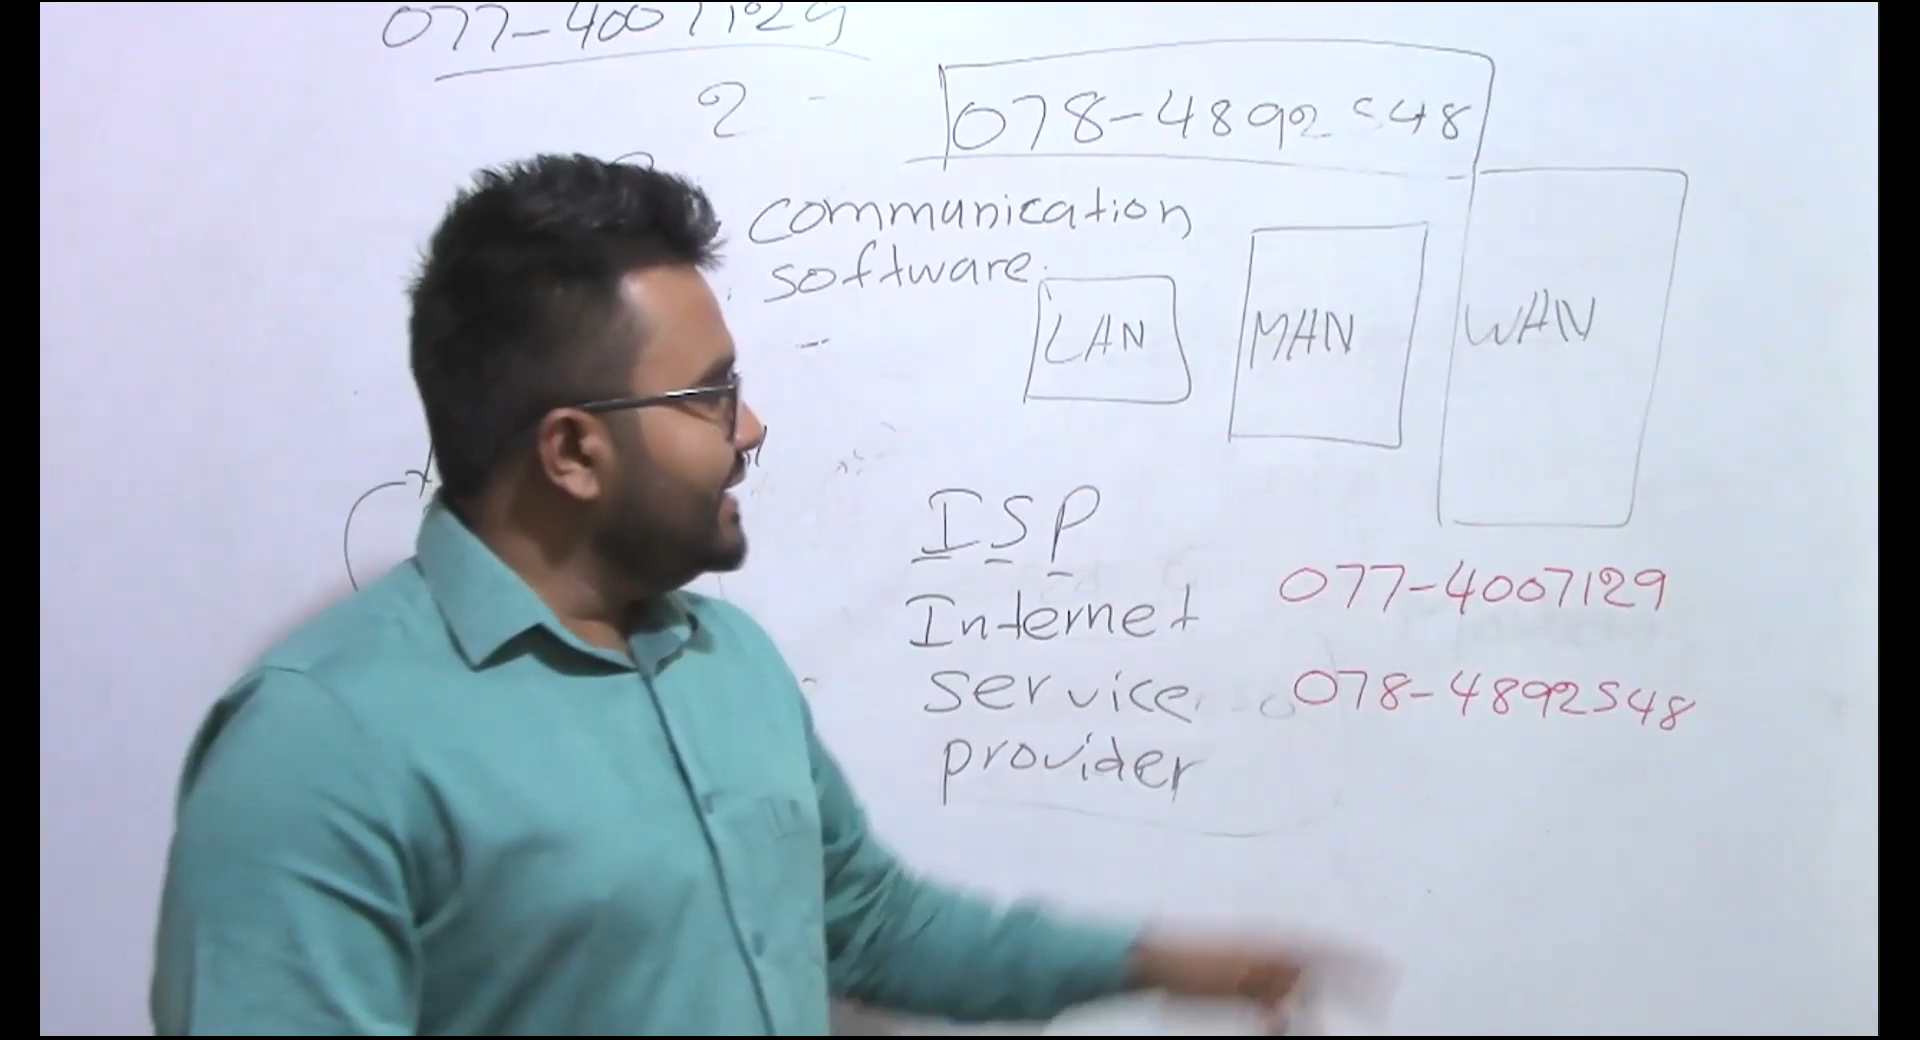 077-4007129
2
078-4892548
communication
software
LAN
MAN
WAN
ISP
Internet
service
provider
077-4007129
078-4892548